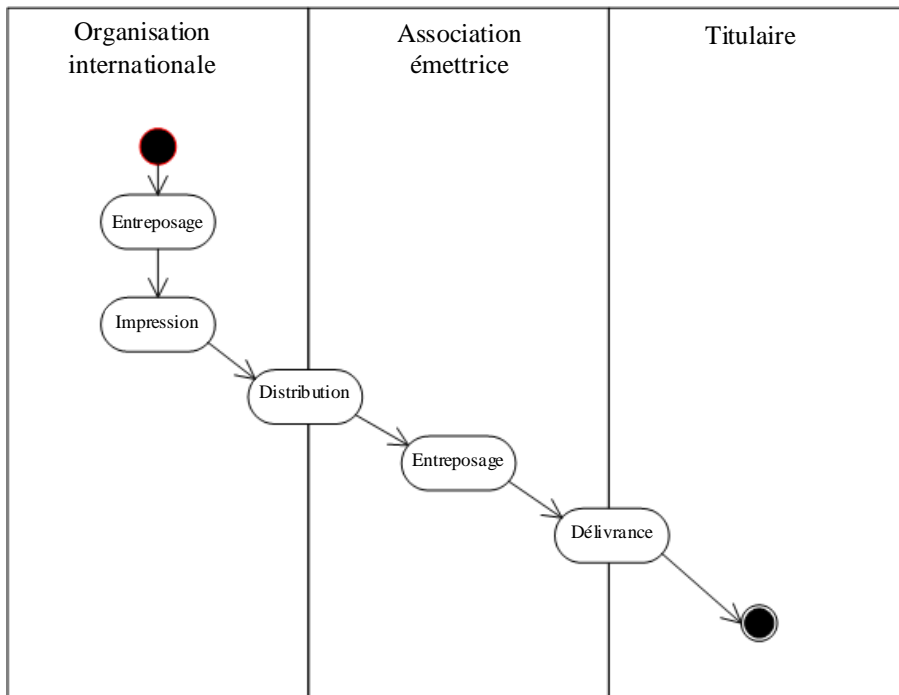 Organisation
internationale
Association
émettrice
Titulaire
Entreposage
Impression
Distribution
Entreposage
Délivrance